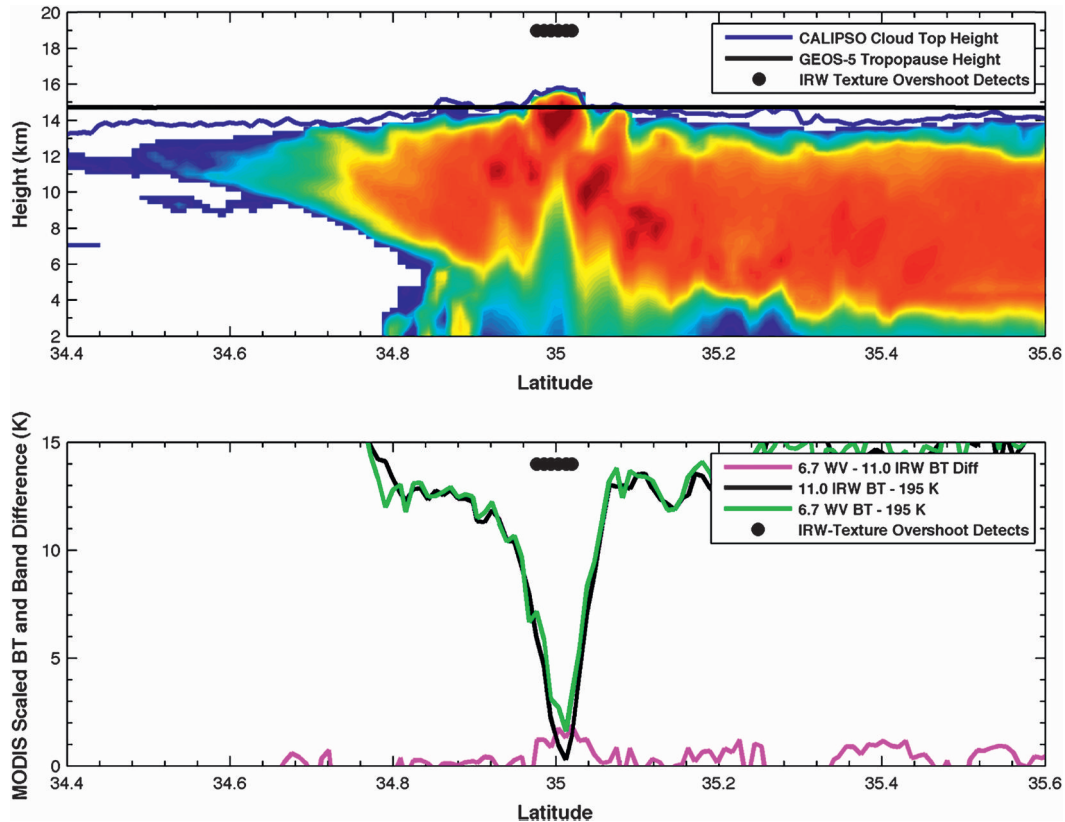 20
19
18
16
14
12
10
8
6
4
2
Height (km)
CALIPSO Cloud Top Height
GEOS-5 Tropopause Height
IRW Texture Overshoot Detects
34.4 34.6 34.8 35 35.2 35.4 35.6
Latitude
MODIS Scaled BT and Band Difference (K)
15
10
5
0
6.7 WV - 11.0 IRW BT Diff
11.0 IRW BT - 195 K
6.7 WV BT - 195 K
IRW-Texture Overshoot Detects
34.4 34.6 34.8 35 35.2 35.4 35.6
Latitude